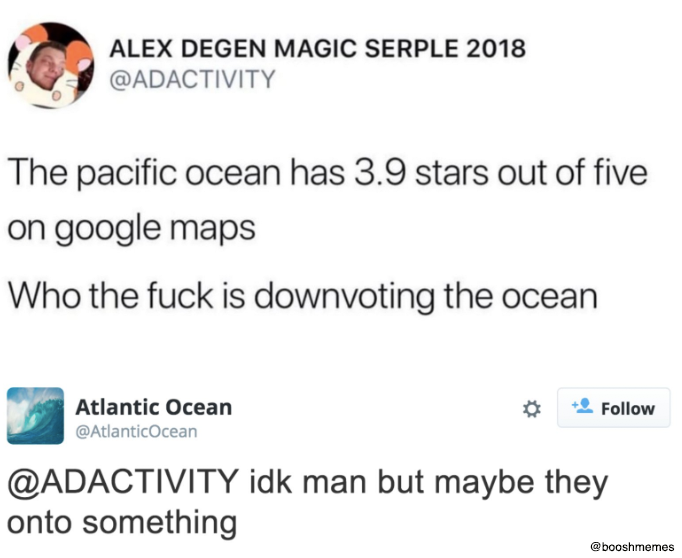 ALEX DEGEN MAGIC SERPLE 2018
@ADACTIVITY
The pacific ocean has 3.9 stars out of five
on google maps
Who the fuck is downvoting the ocean
Atlantic Ocean
@AtlanticOcean
Follow
@ADACTIVITY idk man but maybe they
onto something
@booshmemes